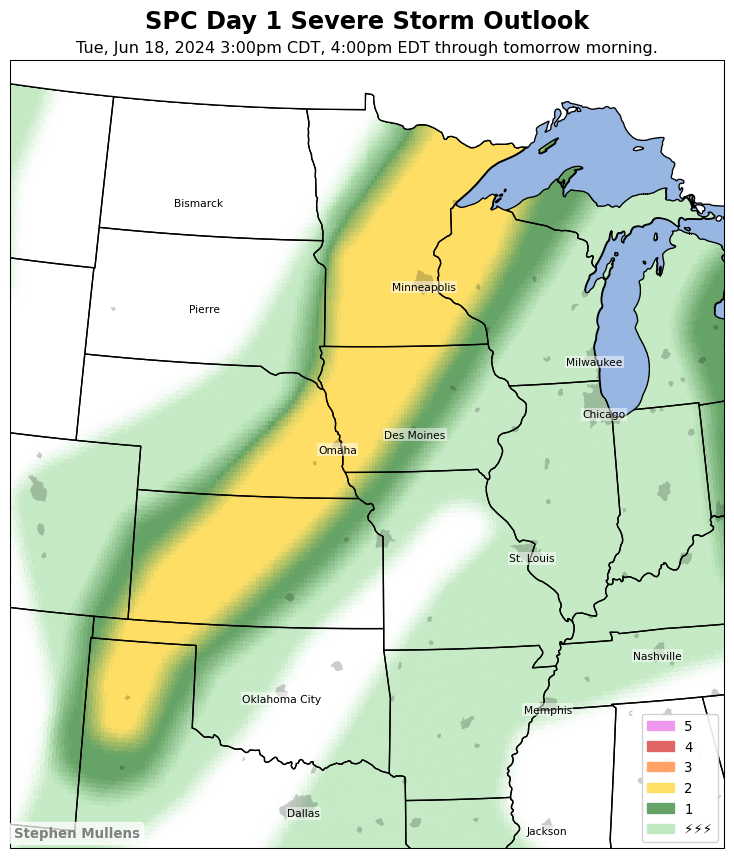 SPC Day 1 Severe Storm Outlook
Tue, Jun 18, 2024 3:00pm CDT, 4:00pm EDT through tomorrow morning.
Bismarck
Minneapolis
Pierre
Milwaukee
Chicago
Des Moines
Omaha
St. Louis
Nashville
Oklahoma City
Memphis
5
4
3
2
1
⚡⚡⚡
Dallas
Jackson
Stephen Mullens